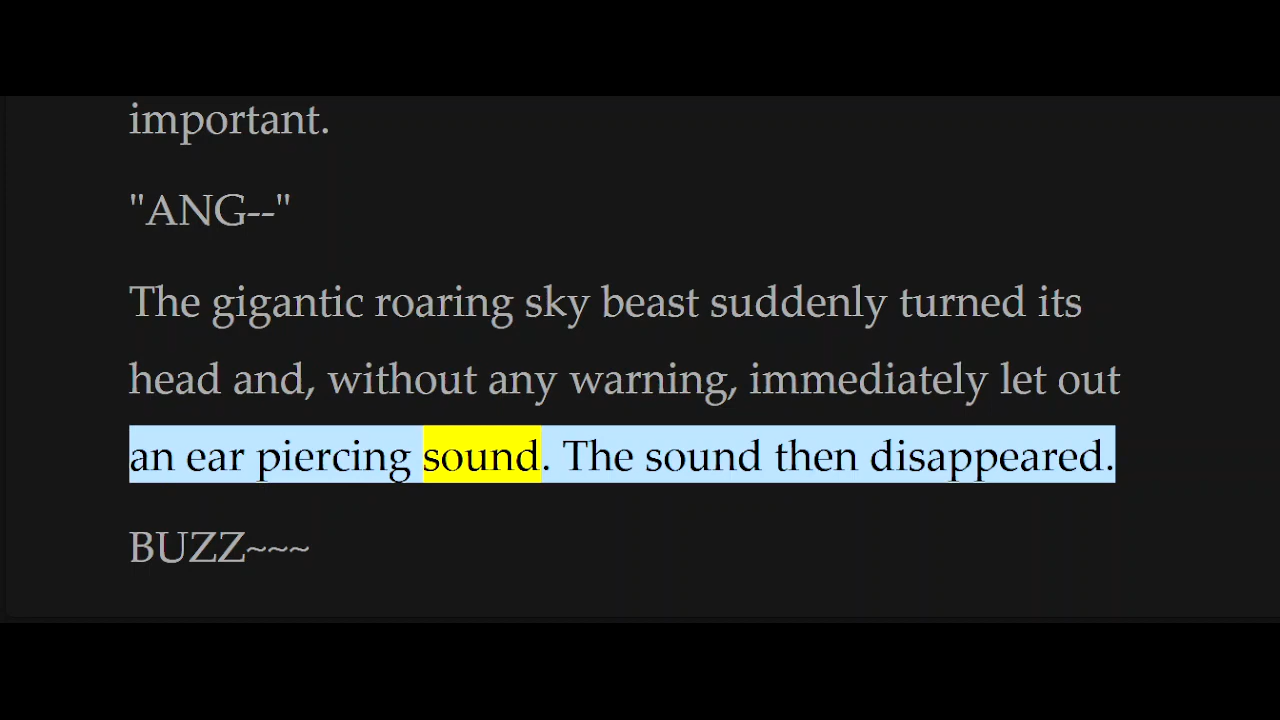 important.
"ANG--"
The gigantic roaring sky beast suddenly turned its
head and, without any warning, immediately let out
an ear piercing sound. The sound then disappeared.
BUZZ~~~